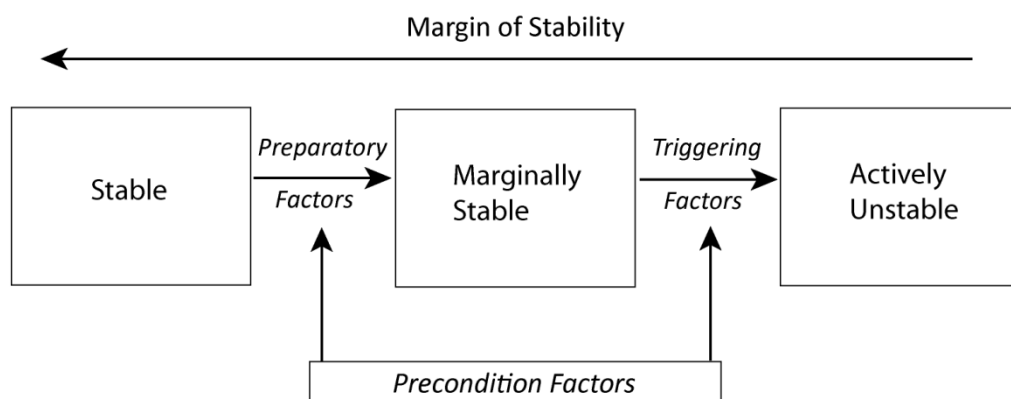 Margin of Stability
Stable
Preparatory
Factors
Marginally
Stable
Triggering
Factors
Actively
Unstable
Precondition Factors